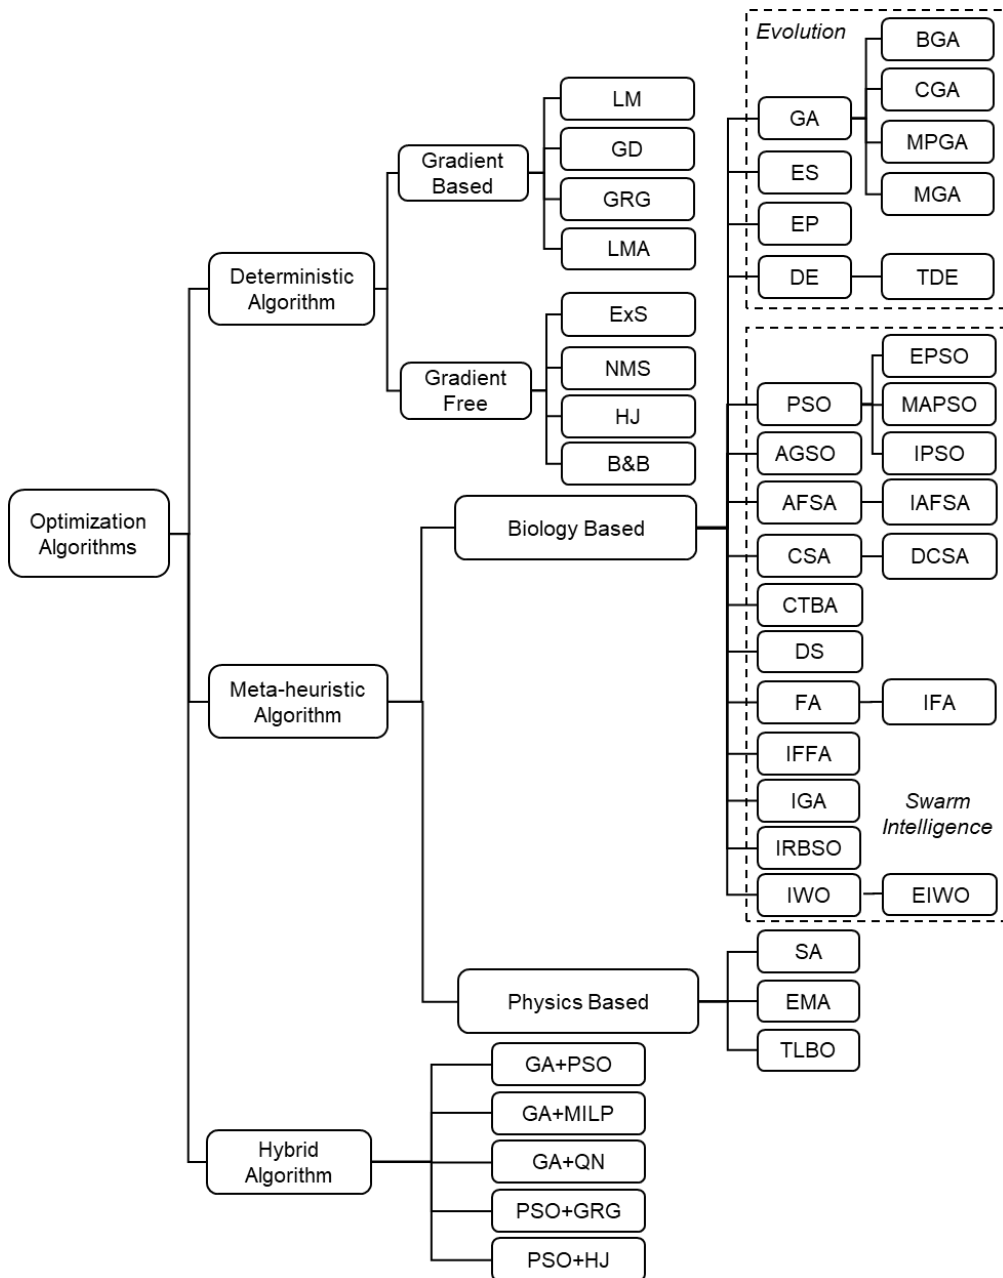 Optimization
Algorithms
Deterministic
Algorithm
Gradient
Based
LM
GD
GRG
LMA
Gradient
Free
ExS
NMS
HJ
B&B
Meta-heuristic
Algorithm
Biology Based
Evolution
GA
BGA
CGA
MPGA
MGA
ES
EP
DE
TDE
PSO
EPSO
MAPSO
IPSO
AGSO
AFSA
IAFSA
CSA
DCSA
CTBA
DS
FA
IFA
IFFA
IGA
IRBSO
IWO
EIWO
Swarm
Intelligence
Physics Based
SA
EMA
TLBO
Hybrid
Algorithm
GA+PSO
GA+MILP
GA+QN
PSO+GRG
PSO+HJ